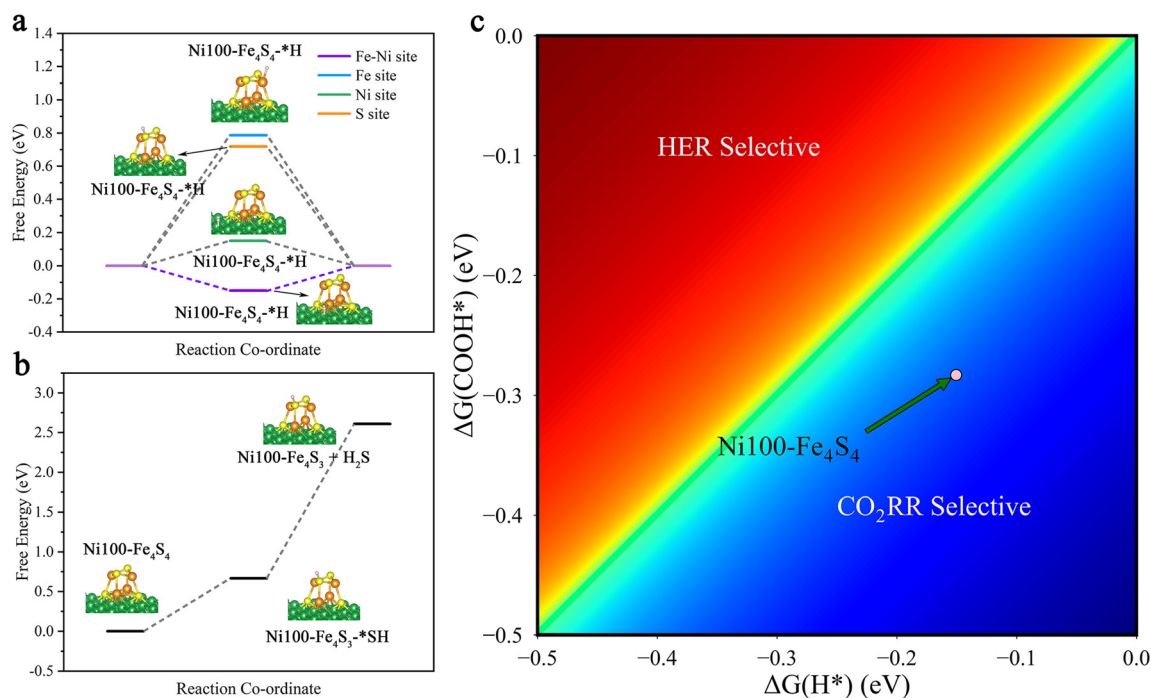 a
Free Energy (eV)
1.4
1.2
1.0
0.8
0.6
0.4
0.2
0.0
-0.2
-0.4
Ni100-Fe₄S₄-*H
Fe-Ni site
Fe site
Ni site
S site
Ni100-Fe₄S₄-*H
Ni100-Fe₄S₄-*H
Ni100-Fe₄S₄-*H
Reaction Co-ordinate
b
Free Energy (eV)
3.0
2.5
2.0
1.5
1.0
0.5
0.0
-0.5
Ni100-Fe₄S₃ + H₂S
Ni100-Fe₄S₄
Ni100-Fe₄S₃-*SH
Reaction Co-ordinate
c
ΔG(COOH*) (eV)
0.0
−0.1
−0.2
−0.3
−0.4
−0.5
HER Selective
Ni100-Fe₄S₄
CO₂RR Selective
−0.5
−0.4
−0.3
−0.2
−0.1
0.0
ΔG(H*) (eV)